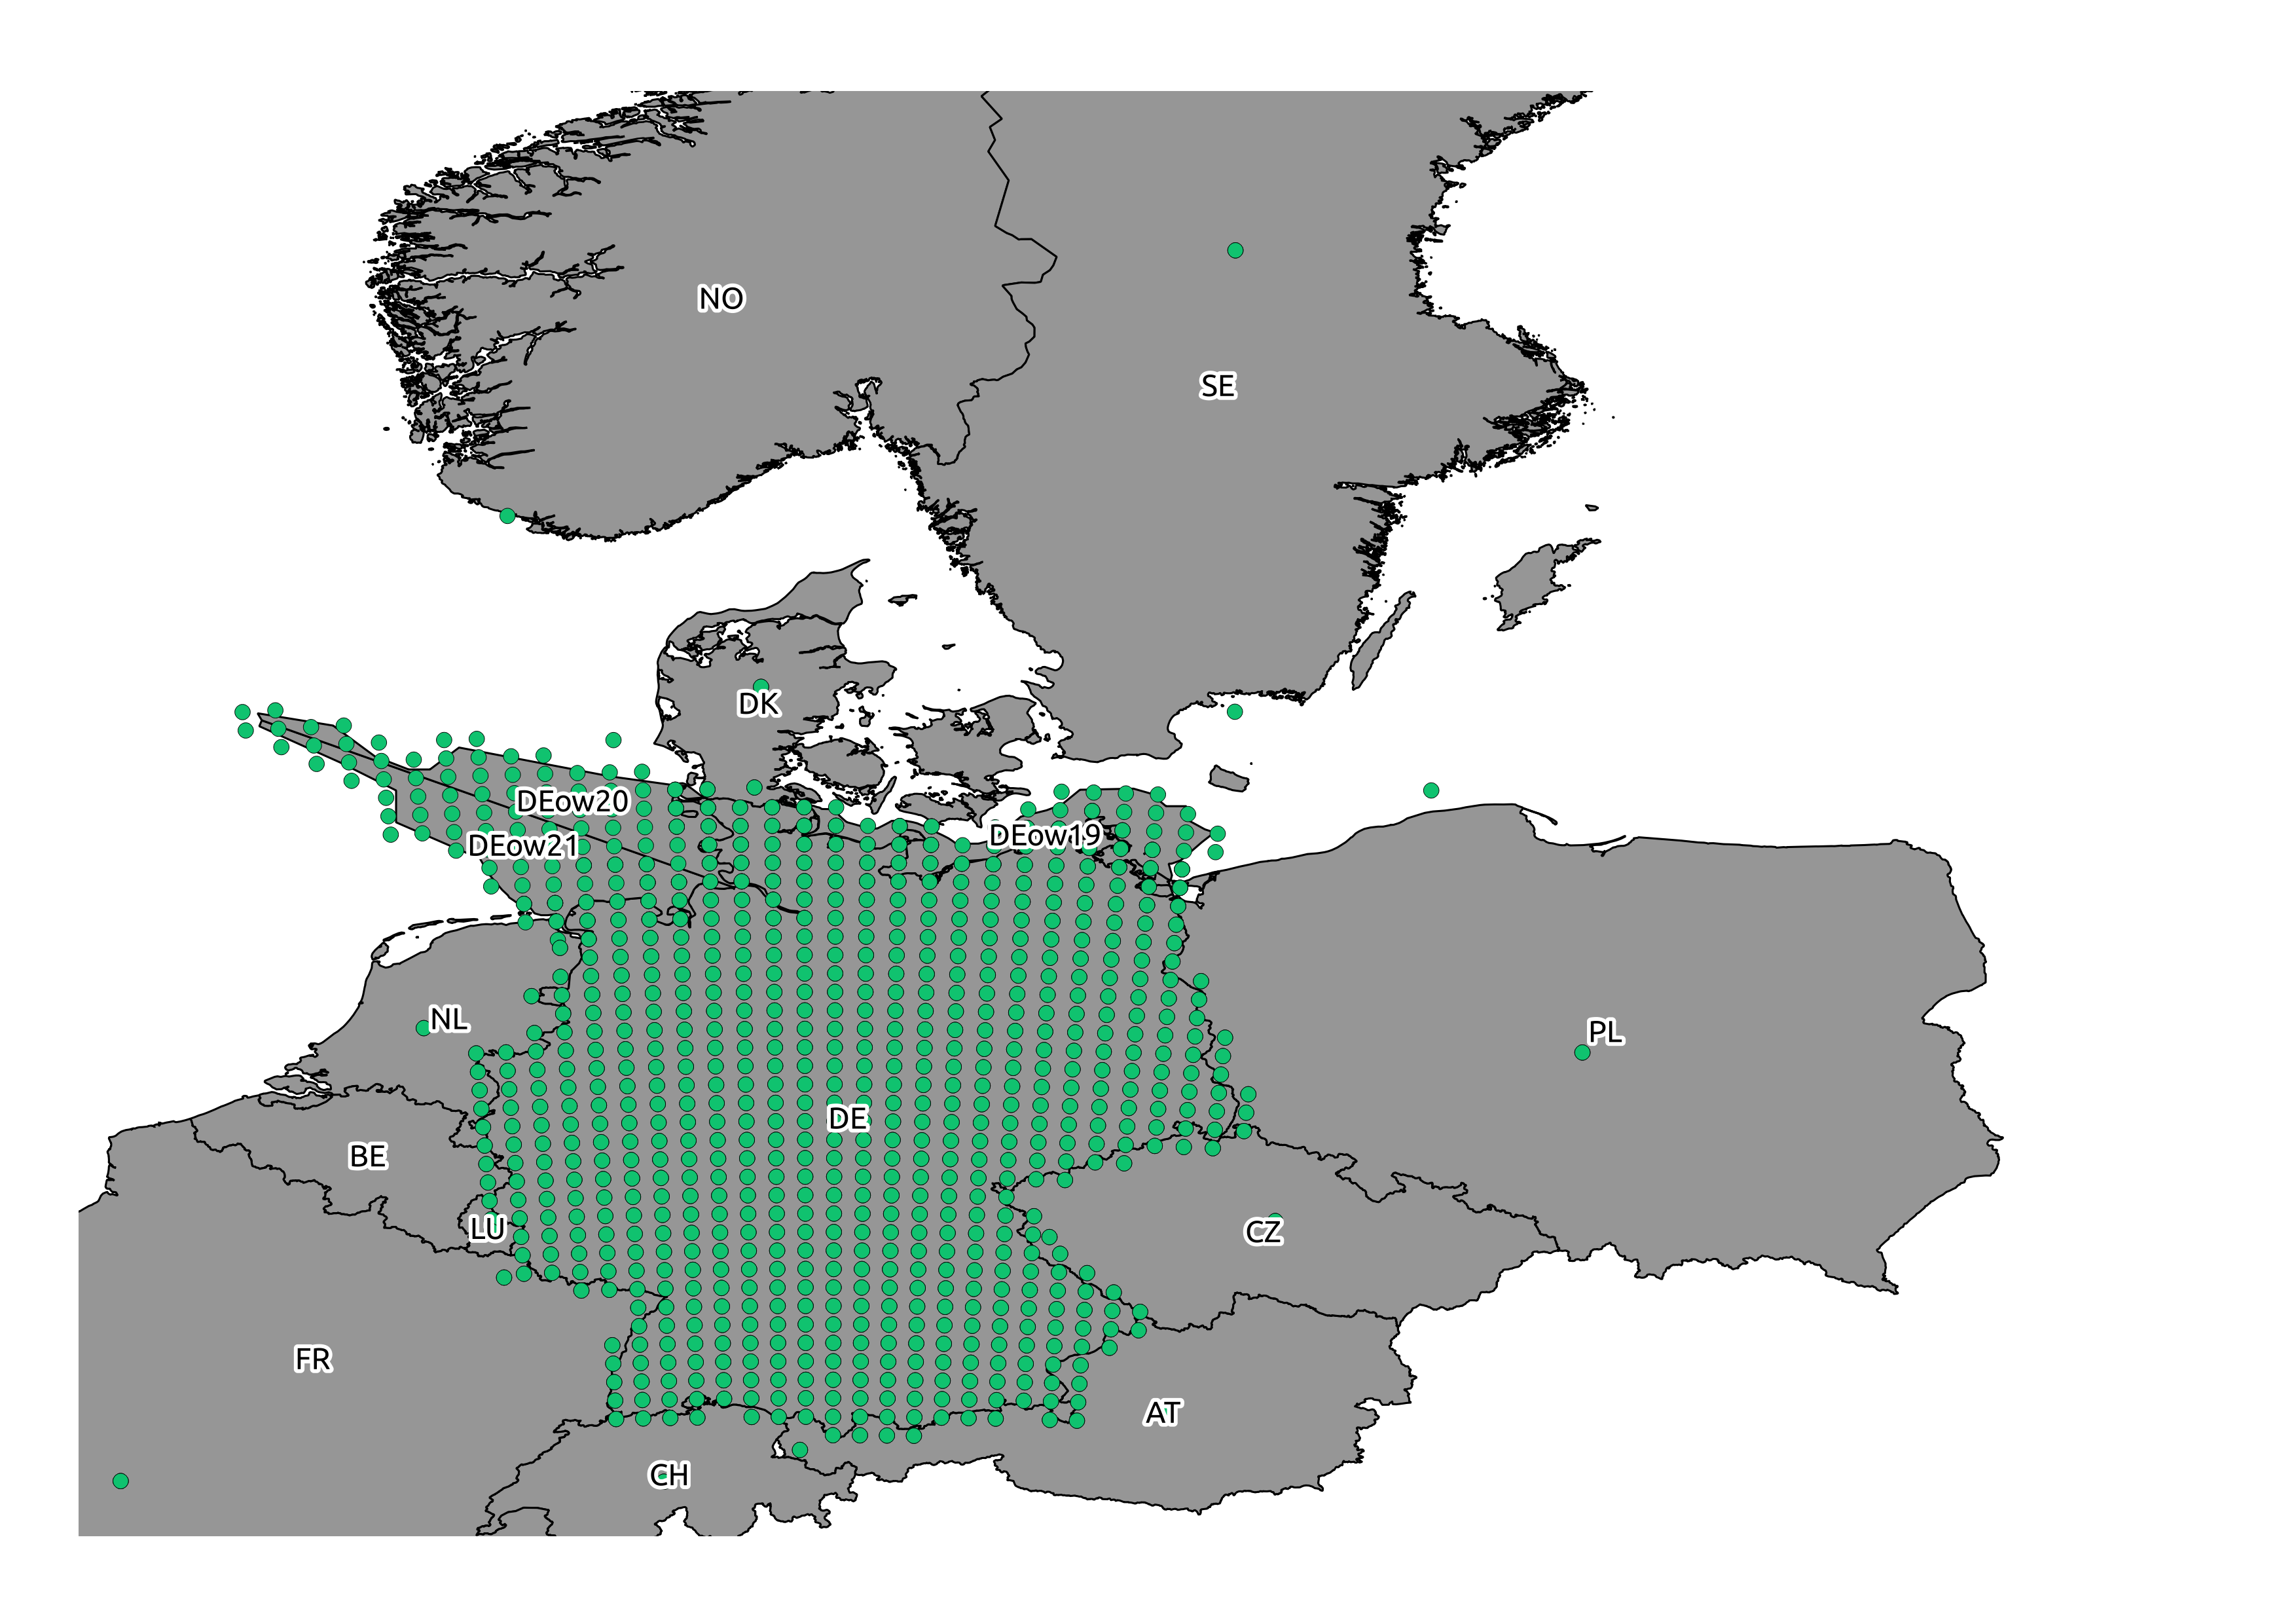 NO
SE
DK
DEow20
DEow19
DEow21
NL
PL
DE
BE
LU
CZ
FR
AT
CH